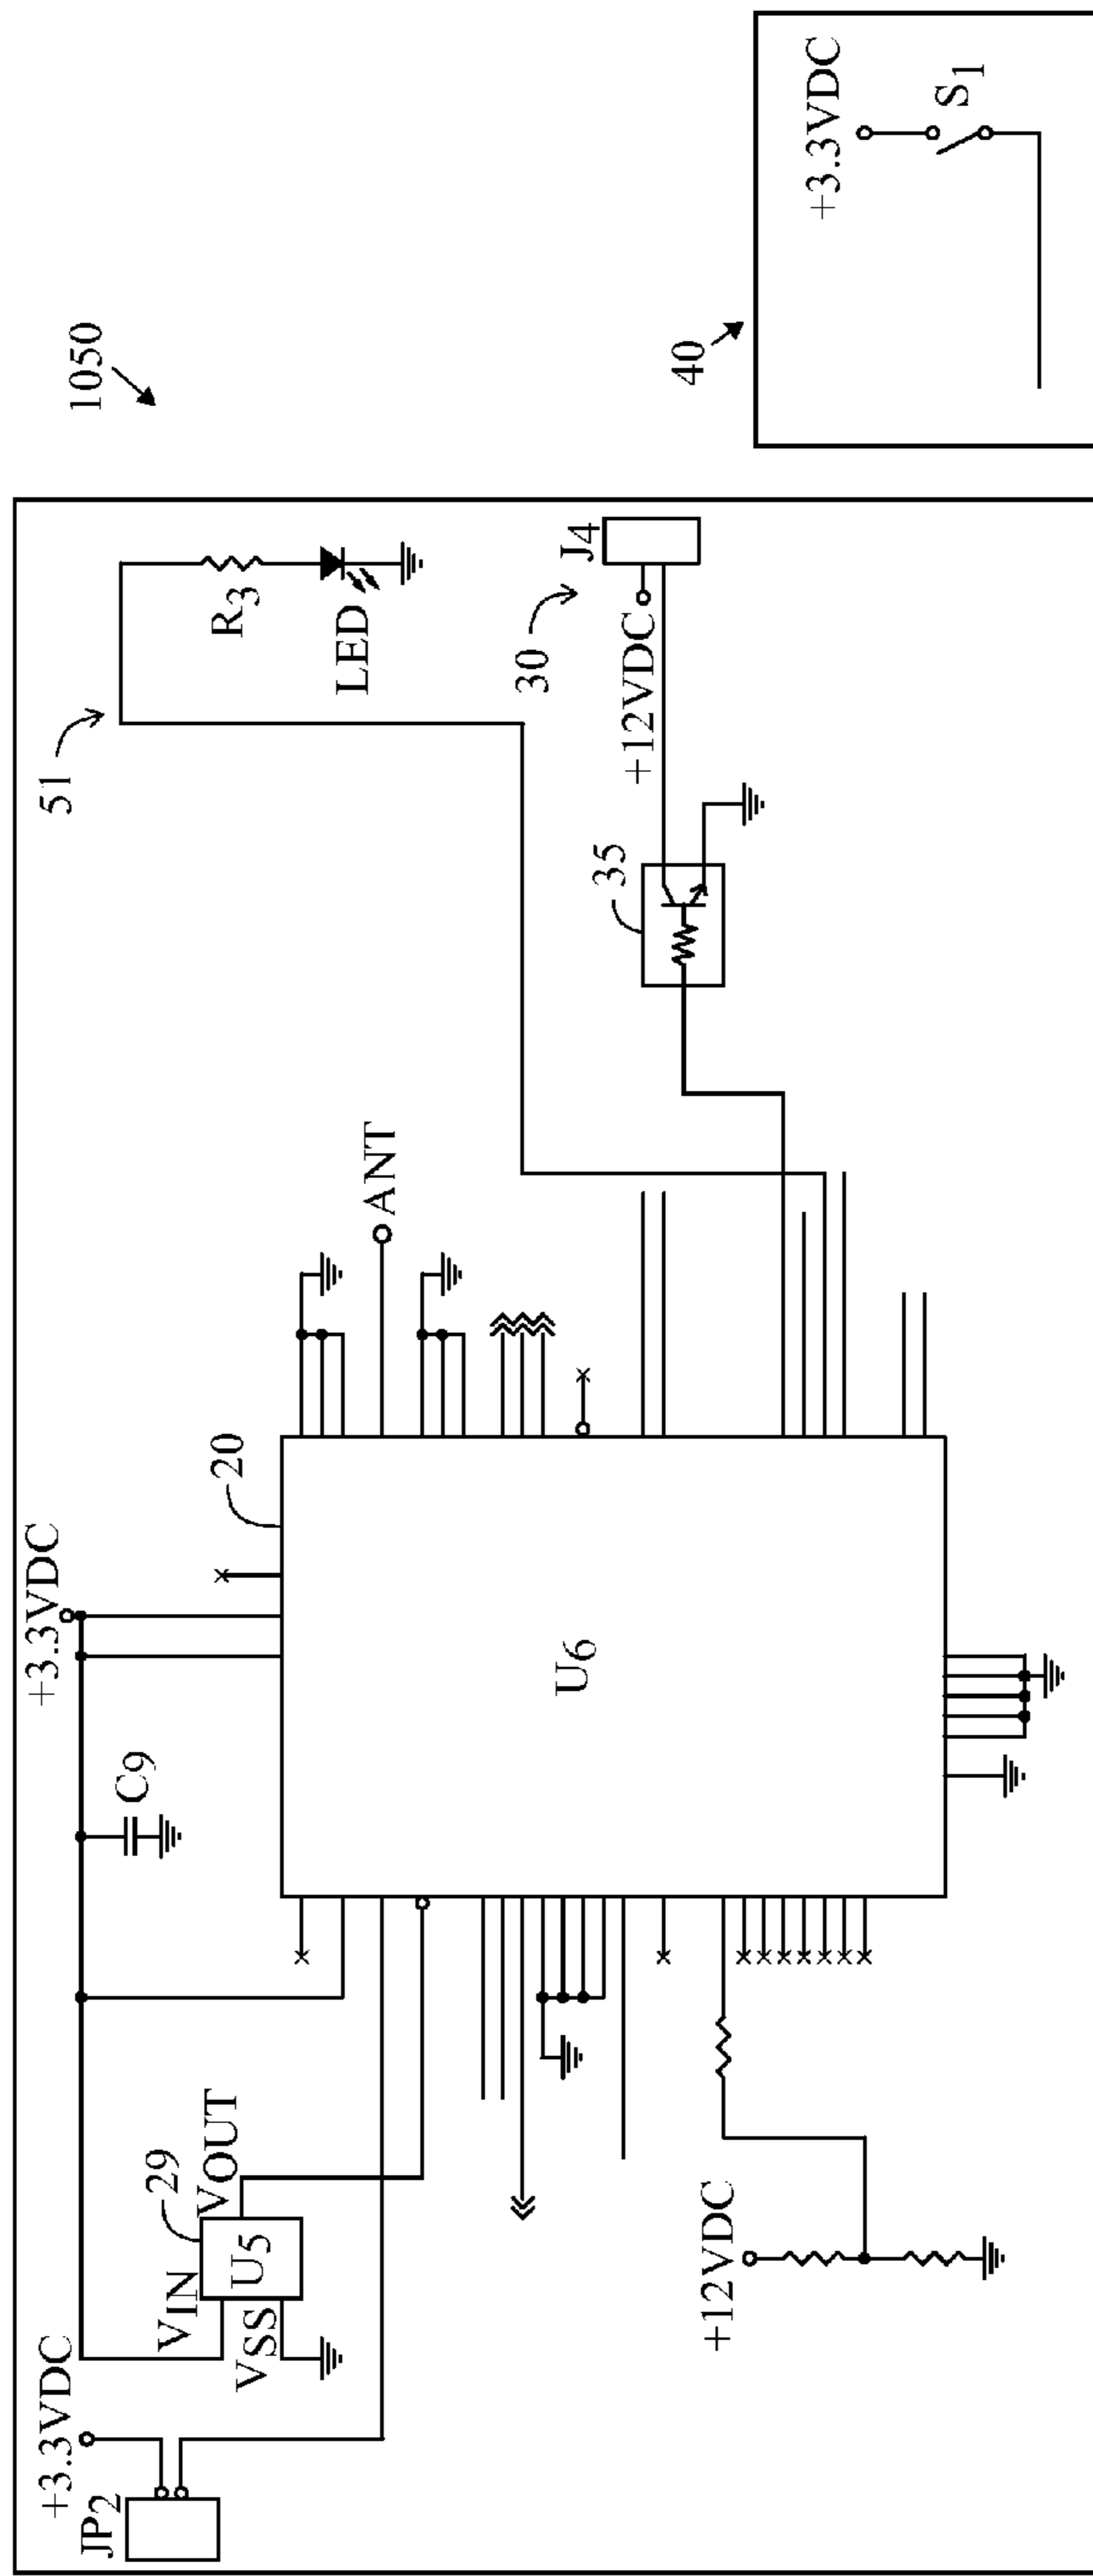 1050
+3.3VDC
JP2
VIN
29
VOUT
U5
VSS
C9
+3.3VDC
20
U6
ANT
51
R3
LED
30
J4
+12VDC
35
+12VDC
40
+3.3VDC
S1